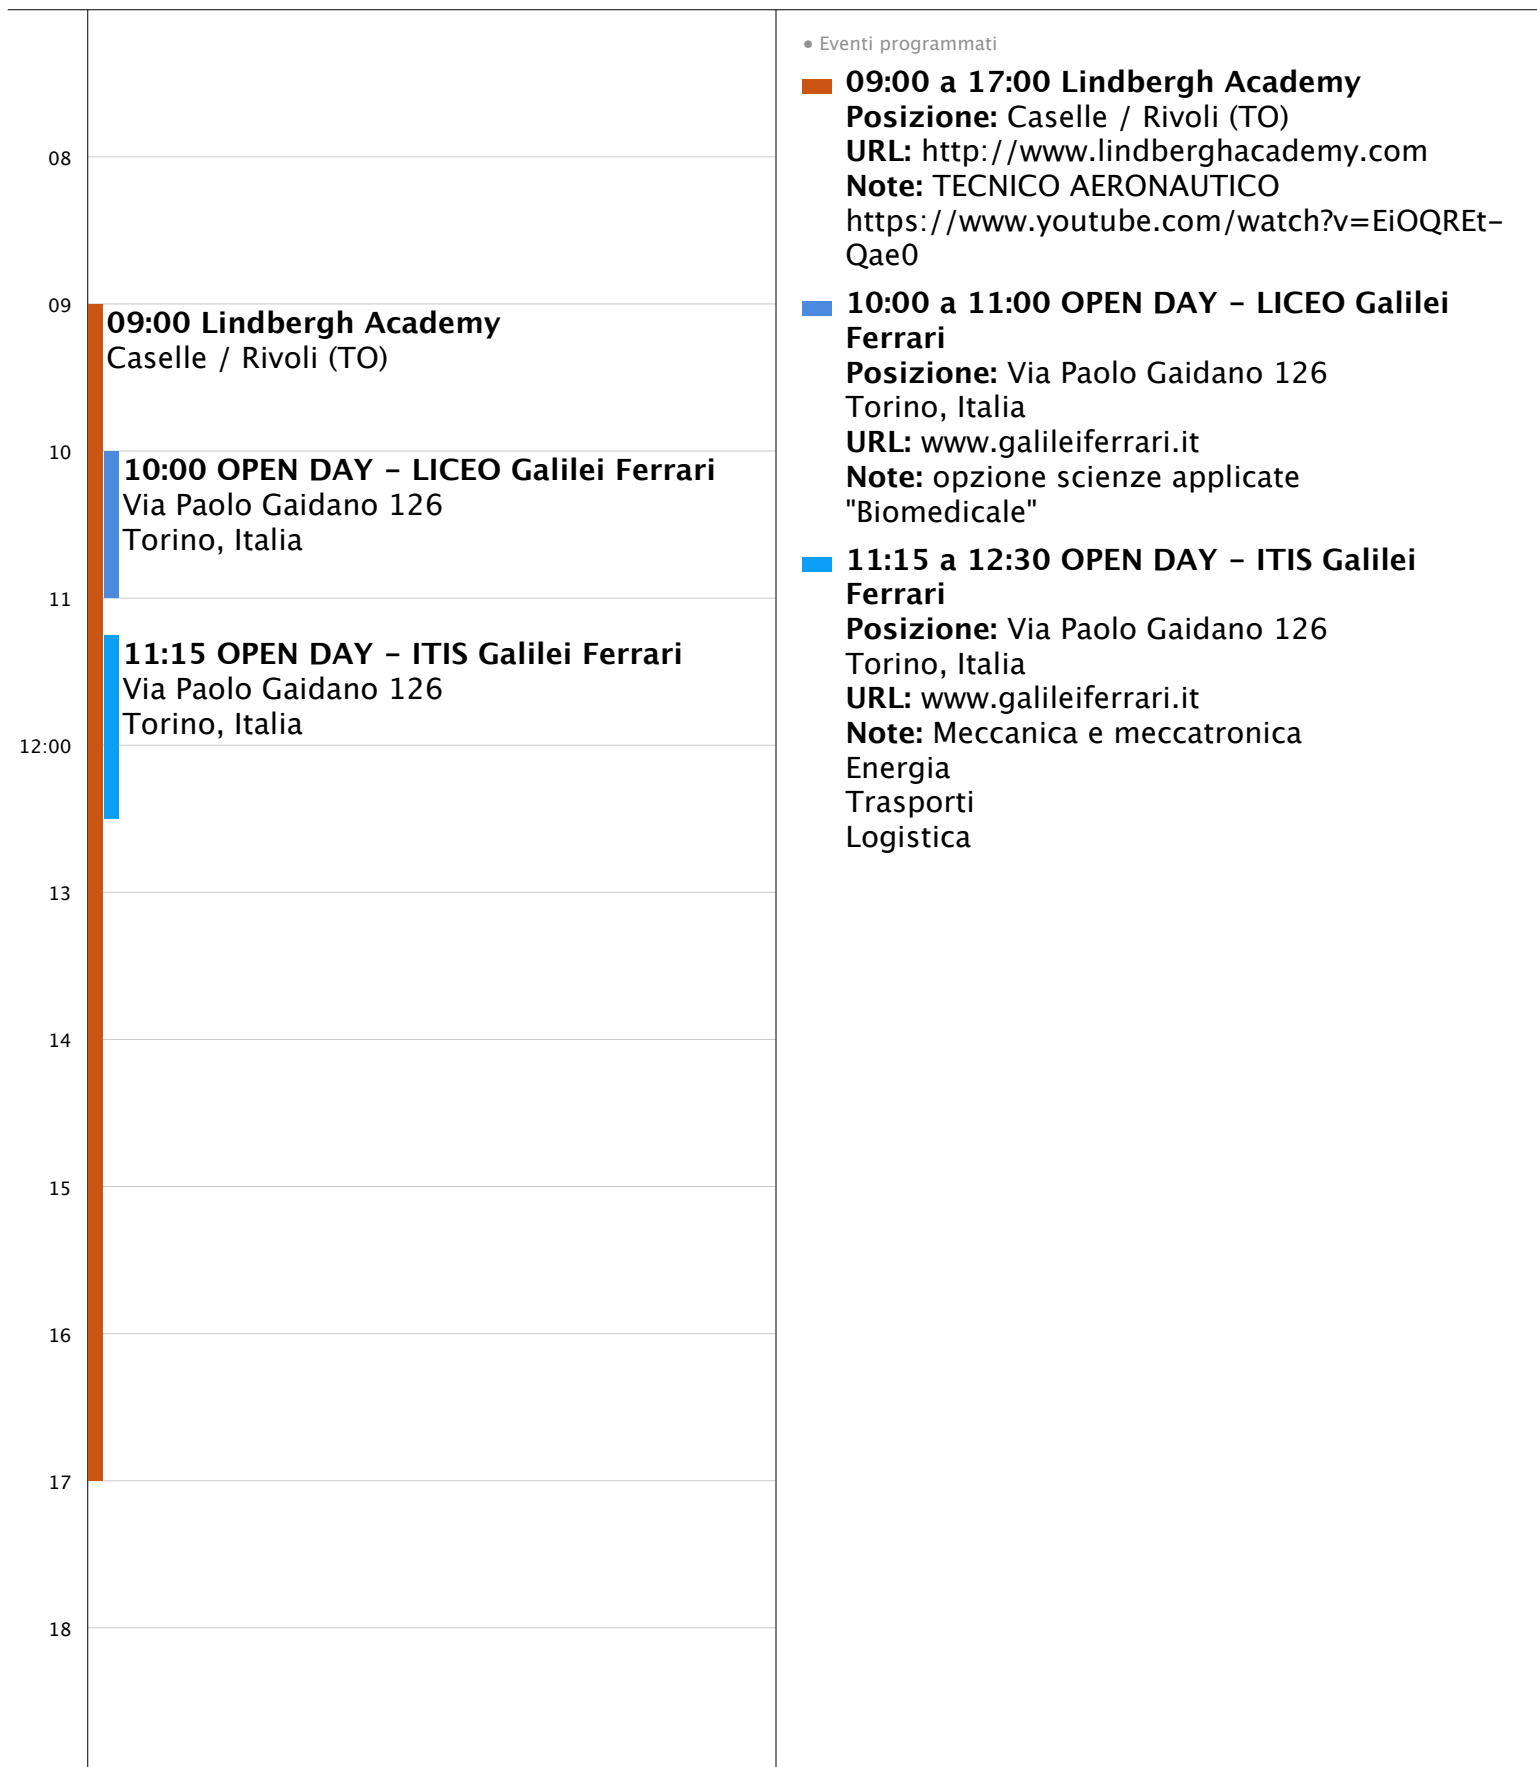 08
09
09:00 Lindbergh Academy
Caselle / Rivoli (TO)
10
10:00 OPEN DAY – LICEO Galilei Ferrari
Via Paolo Gaidano 126
Torino, Italia
11
11:15 OPEN DAY – ITIS Galilei Ferrari
Via Paolo Gaidano 126
Torino, Italia
12:00
13
14
15
16
17
18
• Eventi programmati
09:00 a 17:00 Lindbergh Academy
Posizione: Caselle / Rivoli (TO)
URL: http://www.lindberghacademy.com
Note: TECNICO AERONAUTICO
https://www.youtube.com/watch?v=EiOQREt-
Qae0
10:00 a 11:00 OPEN DAY – LICEO Galilei
Ferrari
Posizione: Via Paolo Gaidano 126
Torino, Italia
URL: www.galileiferrari.it
Note: opzione scienze applicate
"Biomedicale"
11:15 a 12:30 OPEN DAY – ITIS Galilei
Ferrari
Posizione: Via Paolo Gaidano 126
Torino, Italia
URL: www.galileiferrari.it
Note: Meccanica e meccatronica
Energia
Trasporti
Logistica